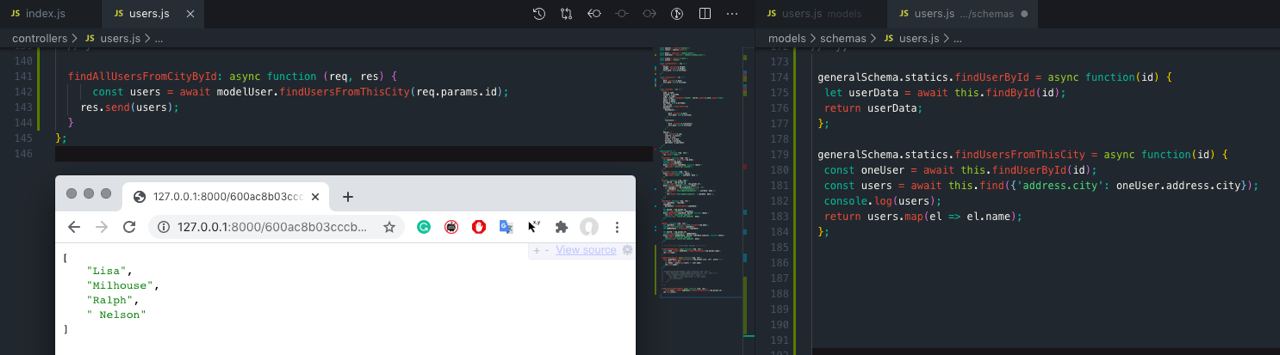 JS index.js
JS users.js ×
controllers > JS users.js > ...
140
141 findAllUsersFromCityById: async function (req, res) {
142 const users = await modelUser.findUsersFromThisCity(req.params.id);
143 res.send(users);
144 }
145 };
146
127.0.0.1:8000/600ac8b03ccc ×
127.0.0.1:8000/600ac8b03cccb...
+ - View source
[
"Lisa",
"Milhouse",
"Ralph",
" Nelson"
]
JS users.js models
JS users.js .../schemas
models > schemas > JS users.js > ...
173
174 generalSchema.statics.findUserById = async function(id) {
175 let userData = await this.findById(id);
176 return userData;
177 };
178
179 generalSchema.statics.findUsersFromThisCity = async function(id) {
180 const oneUser = await this.findUserById(id);
181 const users = await this.find({'address.city': oneUser.address.city});
182 console.log(users);
183 return users.map(el => el.name);
184 };
185
186
187
188
189
190
191